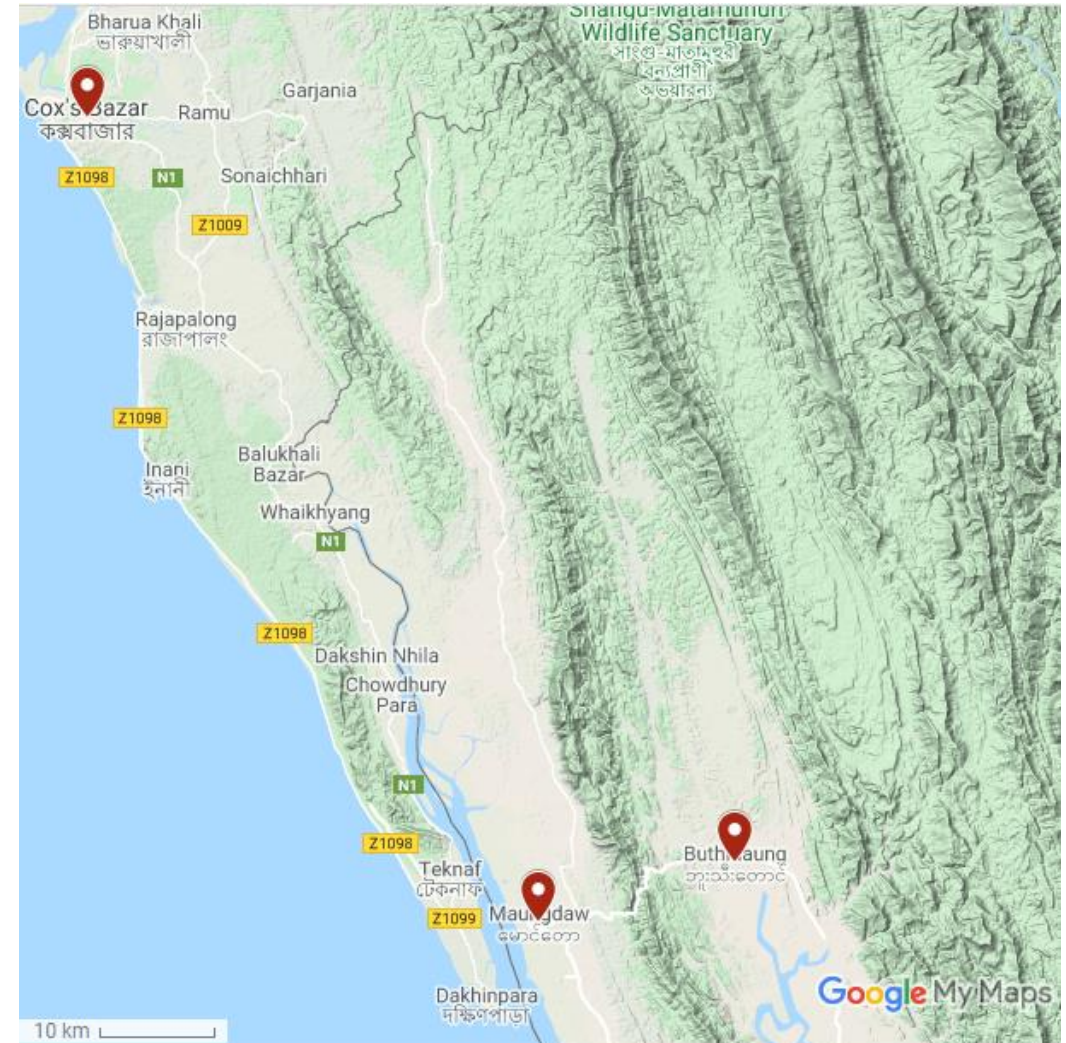 Shangu-Matamuhuri
Wildlife Sanctuary
সাংগু-মাতামুহুরী
বন্যপ্রাণী
অভয়ারন্য
Bharua Khali
ভারুয়াখালী
Cox's Bazar
কক্সবাজার
Ramu
Garjania
Z1098
N1
Sonaichhari
Z1009
Rajapalong
রাজাপালং
Z1098
Balukhali
Bazar
Inani
ইনানী
Whaikhyang
N1
Z1098
Dakshin Nhila
Chowdhury
Para
N1
Z1098
Teknaf
টেকনাফ
Z1099
Maungdaw
မောင်တော
Buthidaung
ဘူးသီးတောင်
Dakhinpara
দক্ষিণপাড়া
Google My Maps
10 km